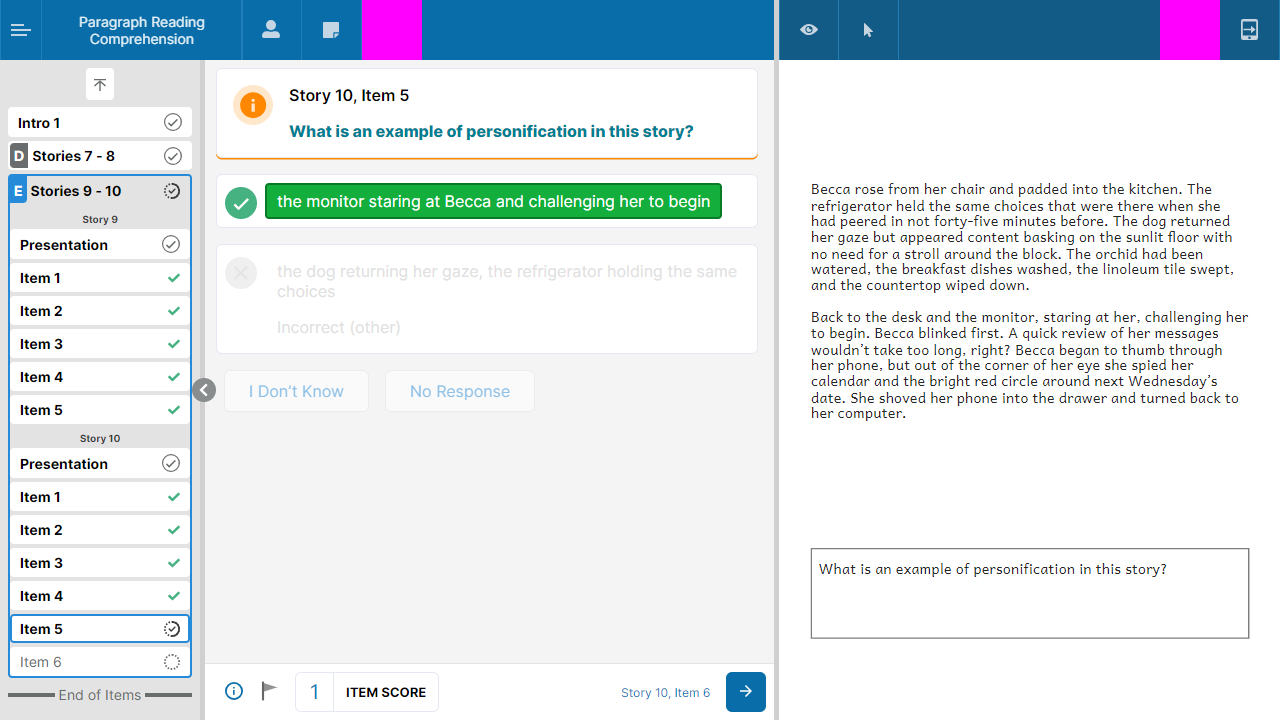 Paragraph Reading
Comprehension
Intro 1
D Stories 7 - 8
E Stories 9 - 10
Story 9
Presentation
Item 1
Item 2
Item 3
Item 4
Item 5
Story 10
Presentation
Item 1
Item 2
Item 3
Item 4
Item 5
Item 6
End of Items
Story 10, Item 5
What is an example of personification in this story?
the monitor staring at Becca and challenging her to begin
the dog returning her gaze, the refrigerator holding the same
choices
Incorrect (other)
I Don’t Know
No Response
1 ITEM SCORE
Story 10, Item 6
Becca rose from her chair and padded into the kitchen. The
refrigerator held the same choices that were there when she
had peered in not forty-five minutes before. The dog returned
her gaze but appeared content basking on the sunlit floor with
no need for a stroll around the block. The orchid had been
watered, the breakfast dishes washed, the linoleum tile swept,
and the countertop wiped down.
Back to the desk and the monitor, staring at her, challenging her
to begin. Becca blinked first. A quick review of her messages
wouldn’t take too long, right? Becca began to thumb through
her phone, but out of the corner of her eye she spied her
calendar and the bright red circle around next Wednesday’s
date. She shoved her phone into the drawer and turned back to
her computer.
What is an example of personification in this story?